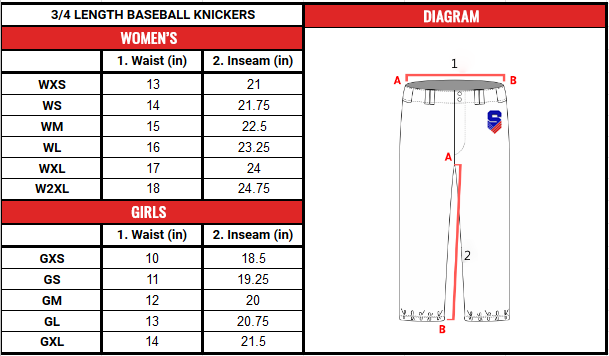 3/4 LENGTH BASEBALL KNICKERS
WOMEN'S
1. Waist (in) 2. Inseam (in)
WXS 13 21
WS 14 21.75
WM 15 22.5
WL 16 23.25
WXL 17 24
W2XL 18 24.75
GIRLS
1. Waist (in) 2. Inseam (in)
GXS 10 18.5
GS 11 19.25
GM 12 20
GL 13 20.75
GXL 14 21.5
DIAGRAM
1
A B
S
A
2
B